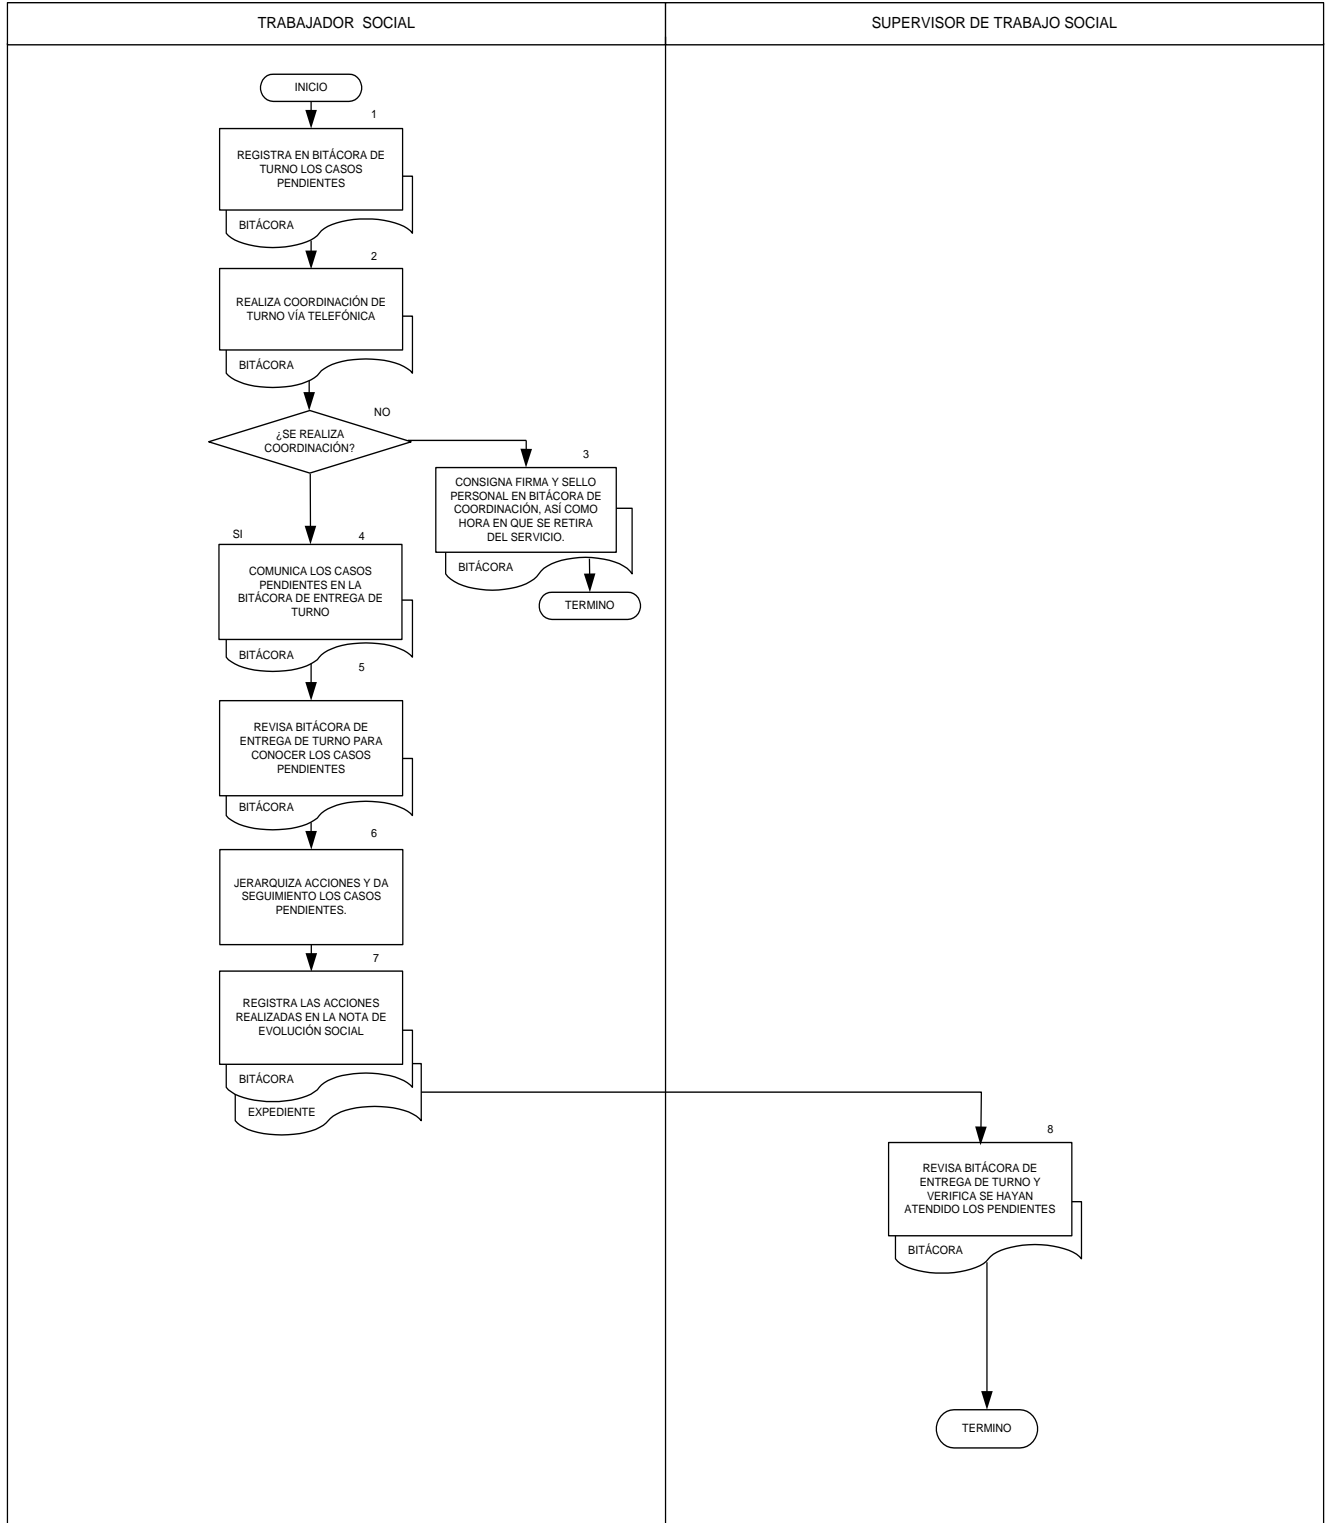 TRABAJADOR SOCIAL
SUPERVISOR DE TRABAJO SOCIAL
INICIO
1
REGISTRA EN BITÁCORA DE
TURNO LOS CASOS
PENDIENTES
BITÁCORA
2
REALIZA COORDINACIÓN DE
TURNO VÍA TELEFÓNICA
BITÁCORA
¿SE REALIZA
COORDINACIÓN?
NO
3
CONSIGNA FIRMA Y SELLO
PERSONAL EN BITÁCORA DE
COORDINACIÓN, ASÍ COMO
HORA EN QUE SE RETIRA
DEL SERVICIO.
BITÁCORA
TERMINO
SI
4
COMUNICA LOS CASOS
PENDIENTES EN LA
BITÁCORA DE ENTREGA DE
TURNO
BITÁCORA
5
REVISA BITÁCORA DE
ENTREGA DE TURNO PARA
CONOCER LOS CASOS
PENDIENTES
BITÁCORA
6
JERARQUIZA ACCIONES Y DA
SEGUIMIENTO LOS CASOS
PENDIENTES.
7
REGISTRA LAS ACCIONES
REALIZADAS EN LA NOTA DE
EVOLUCIÓN SOCIAL
BITÁCORA
EXPEDIENTE
8
REVISA BITÁCORA DE
ENTREGA DE TURNO Y
VERIFICA SE HAYAN
ATENDIDO LOS PENDIENTES
BITÁCORA
TERMINO